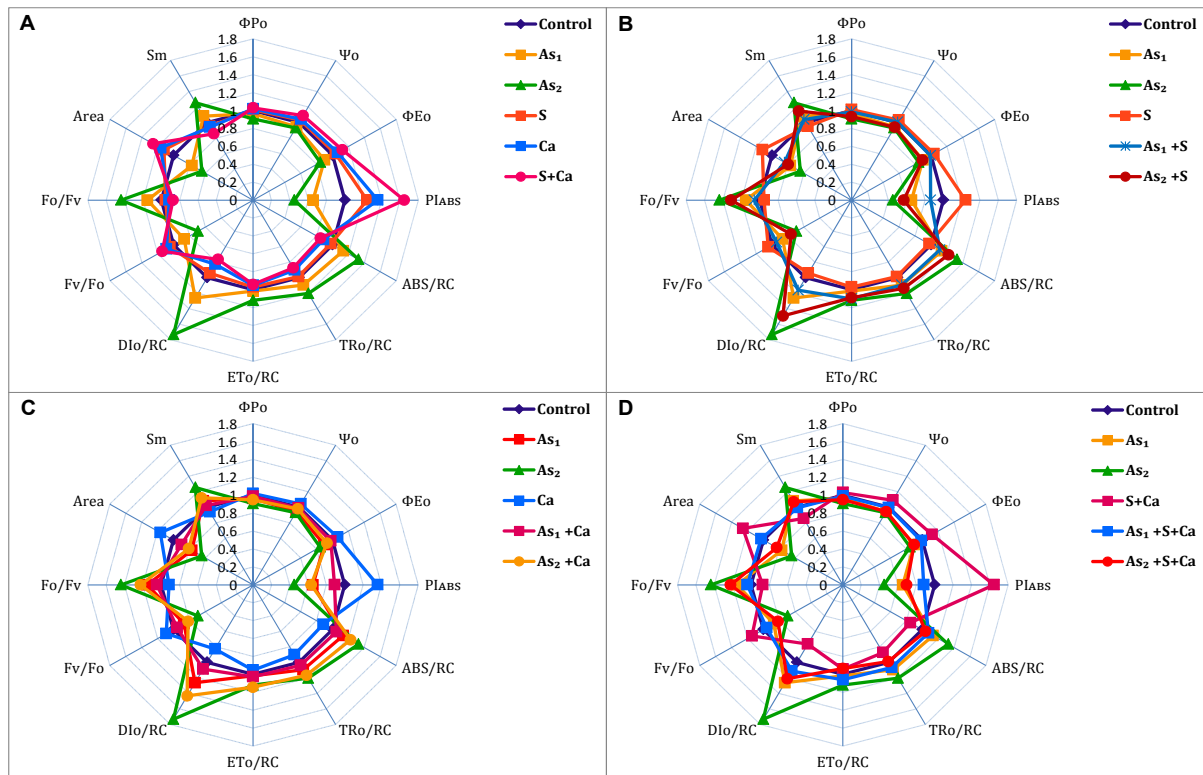 A
ΦPo
Ψo
ΦEo
PIABS
ABS/RC
TRo/RC
ETo/RC
DIo/RC
Fv/Fo
Fo/Fv
Area
Sm
1.8
1.6
1.4
1.2
1
0.8
0.6
0.4
0.2
0
Control
As₁
As₂
S
Ca
S+Ca
B
ΦPo
Ψo
ΦEo
PIABS
ABS/RC
TRo/RC
ETo/RC
DIo/RC
Fv/Fo
Fo/Fv
Area
Sm
1.8
1.6
1.4
1.2
1
0.8
0.6
0.4
0.2
0
Control
As₁
As₂
S
As₁ +S
As₂ +S
C
ΦPo
Ψo
ΦEo
PIABS
ABS/RC
TRo/RC
ETo/RC
DIo/RC
Fv/Fo
Fo/Fv
Area
Sm
1.8
1.6
1.4
1.2
1
0.8
0.6
0.4
0.2
0
Control
As₁
As₂
Ca
As₁ +Ca
As₂ +Ca
D
ΦPo
Ψo
ΦEo
PIABS
ABS/RC
TRo/RC
ETo/RC
DIo/RC
Fv/Fo
Fo/Fv
Area
Sm
1.8
1.6
1.4
1.2
1
0.8
0.6
0.4
0.2
0
Control
As₁
As₂
S+Ca
As₁ +S+Ca
As₂ +S+Ca